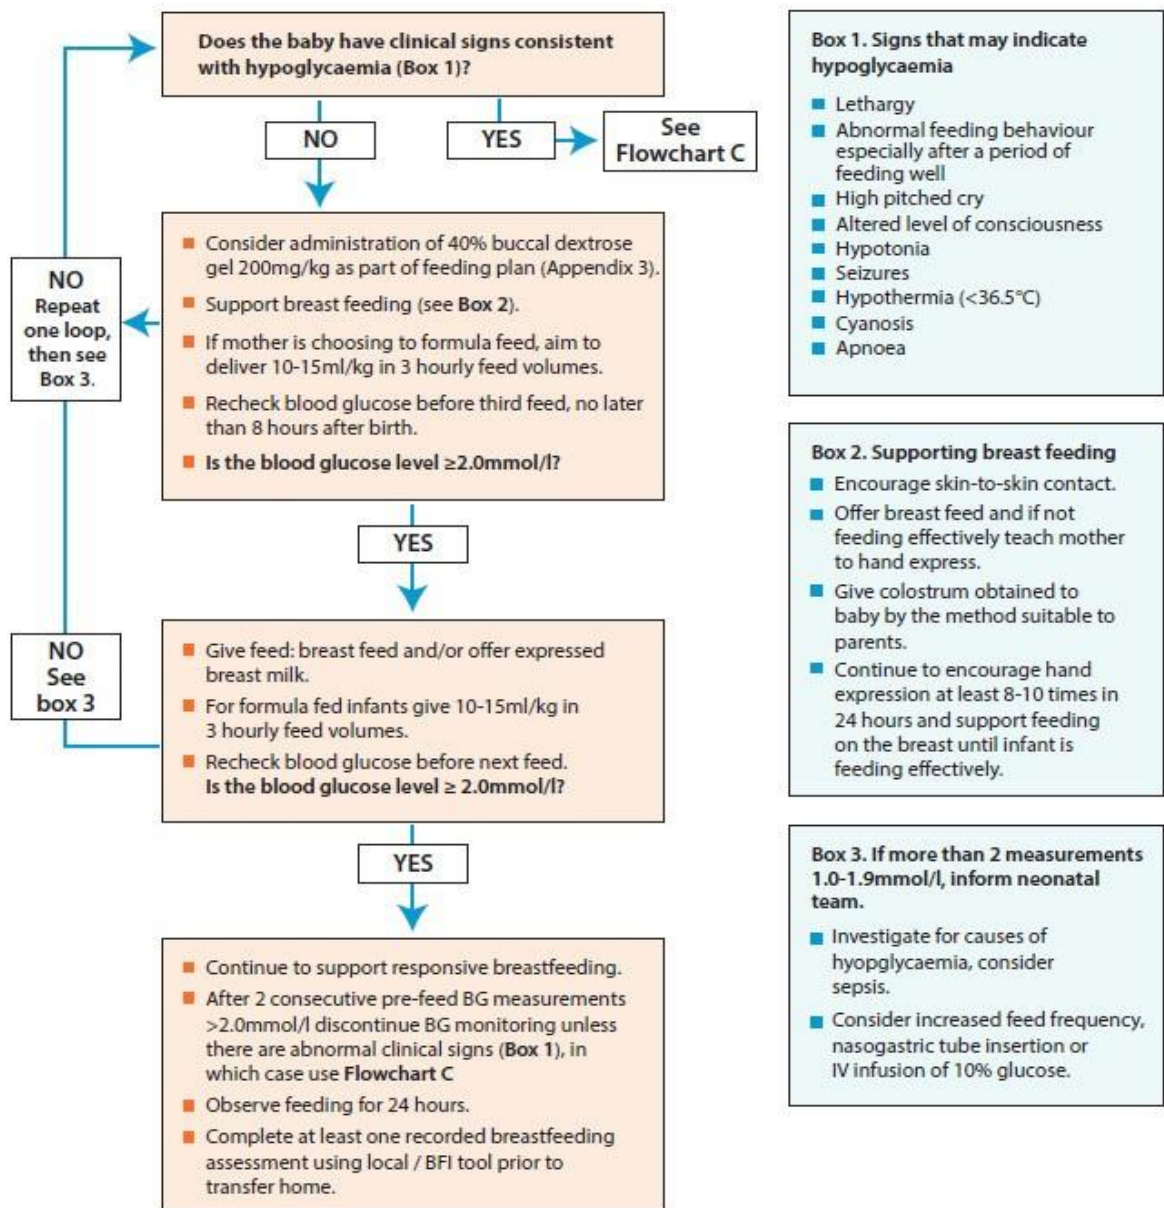 Does the baby have clinical signs consistent
with hypoglycaemia (Box 1)?
NO
YES
See
Flowchart C
Consider administration of 40% buccal dextrose
gel 200mg/kg as part of feeding plan (Appendix 3).
Support breast feeding (see Box 2).
If mother is choosing to formula feed, aim to
deliver 10-15ml/kg in 3 hourly feed volumes.
Recheck blood glucose before third feed, no later
than 8 hours after birth.
Is the blood glucose level ≥2.0mmol/l?
NO
Repeat
one loop,
then see
Box 3.
YES
Give feed: breast feed and/or offer expressed
breast milk.
For formula fed infants give 10-15ml/kg in
3 hourly feed volumes.
Recheck blood glucose before next feed.
Is the blood glucose level ≥ 2.0mmol/l?
NO
See
box 3
YES
Continue to support responsive breastfeeding.
After 2 consecutive pre-feed BG measurements
>2.0mmol/l discontinue BG monitoring unless
there are abnormal clinical signs (Box 1), in
which case use Flowchart C
Observe feeding for 24 hours.
Complete at least one recorded breastfeeding
assessment using local / BFI tool prior to
transfer home.
Box 1. Signs that may indicate
hypoglycaemia
Lethargy
Abnormal feeding behaviour
especially after a period of
feeding well
High pitched cry
Altered level of consciousness
Hypotonia
Seizures
Hypothermia (<36.5°C)
Cyanosis
Apnoea
Box 2. Supporting breast feeding
Encourage skin-to-skin contact.
Offer breast feed and if not
feeding effectively teach mother
to hand express.
Give colostrum obtained to
baby by the method suitable to
parents.
Continue to encourage hand
expression at least 8-10 times in
24 hours and support feeding
on the breast until infant is
feeding effectively.
Box 3. If more than 2 measurements
1.0-1.9mmol/l, inform neonatal
team.
Investigate for causes of
hyopglycaemia, consider
sepsis.
Consider increased feed frequency,
nasogastric tube insertion or
IV infusion of 10% glucose.